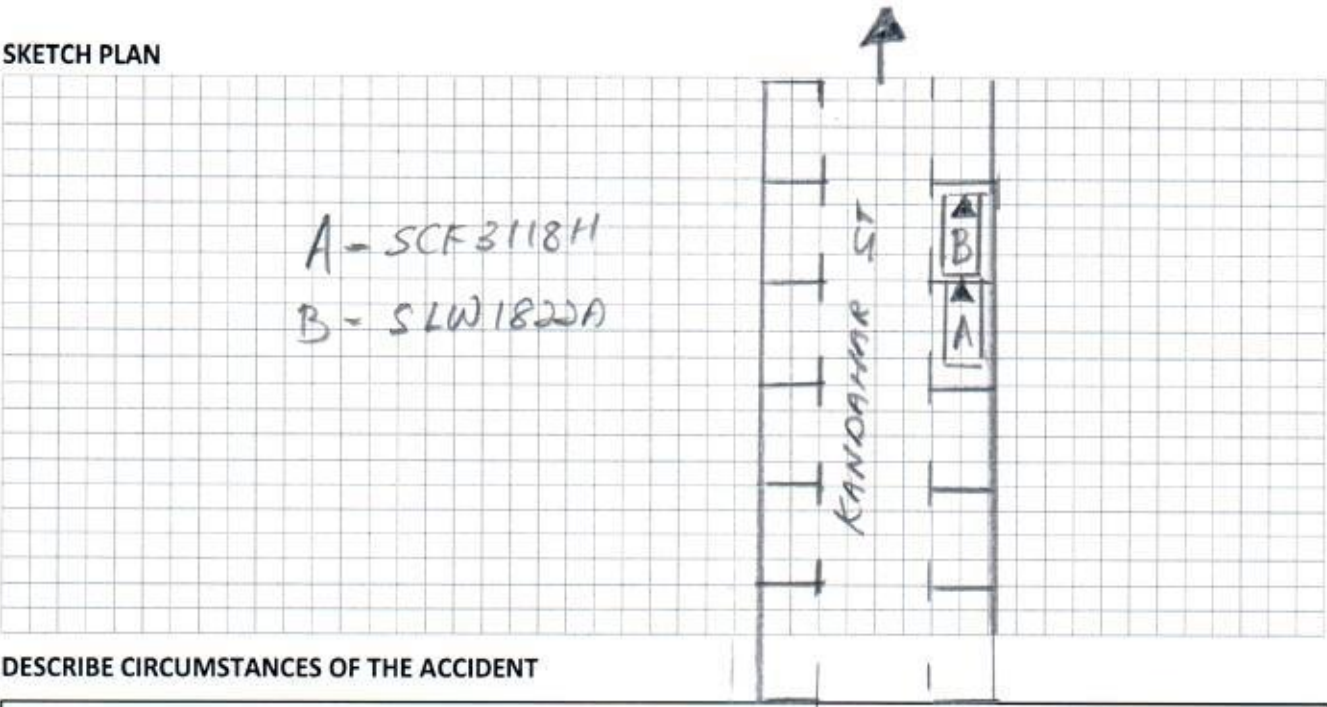 SKETCH PLAN
A - SCF3118H
B - SLW1822A
KANDAHAR ST
B
A
DESCRIBE CIRCUMSTANCES OF THE ACCIDENT